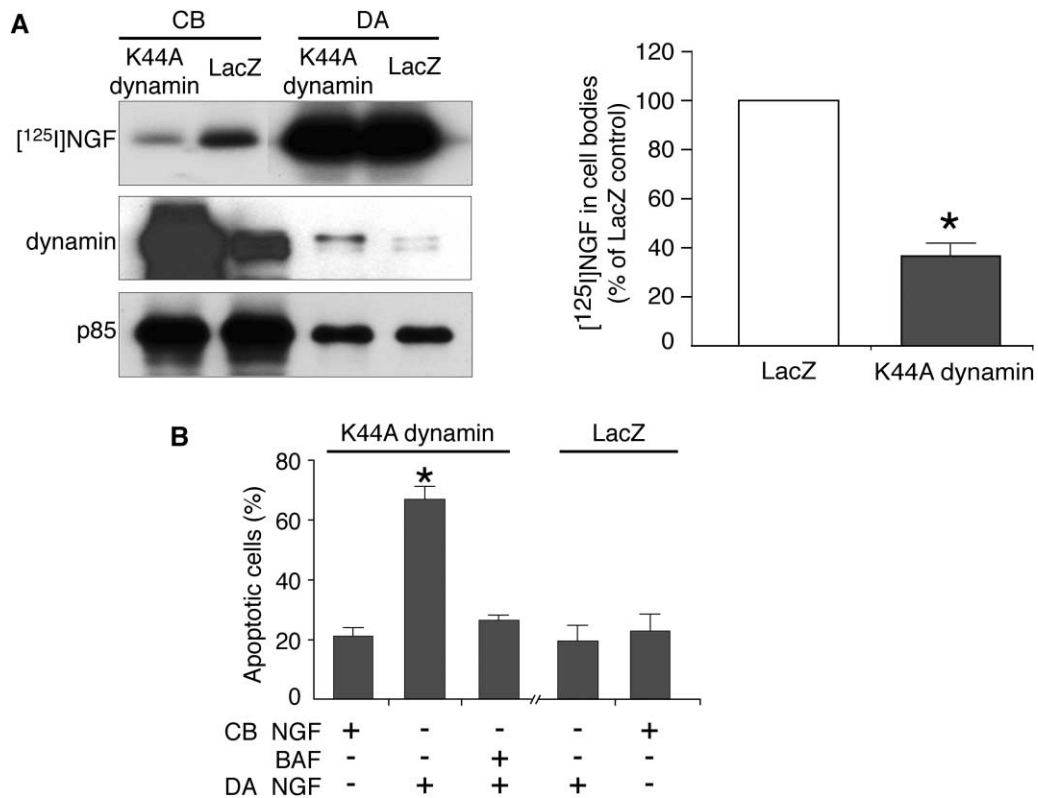 A
CB DA
K44A dynamin LacZ K44A dynamin LacZ
[125I]NGF
dynamin
p85
[125I]NGF in cell bodies
(% of LacZ control)
120
100
80
60
40
20
0
*
LacZ K44A dynamin
B
K44A dynamin LacZ
Apoptotic cells (%)
80
60
40
20
0
*
CB NGF + - - - +
BAF - - + - -
DA NGF - + + + -